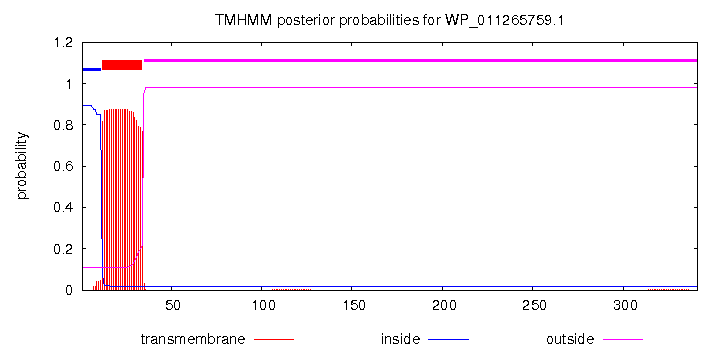 TMHMM posterior probabilities for WP_011265759.1
1.2
1
0.8
0.6
0.4
0.2
0
probability
50 100 150 200 250 300
transmembrane inside outside